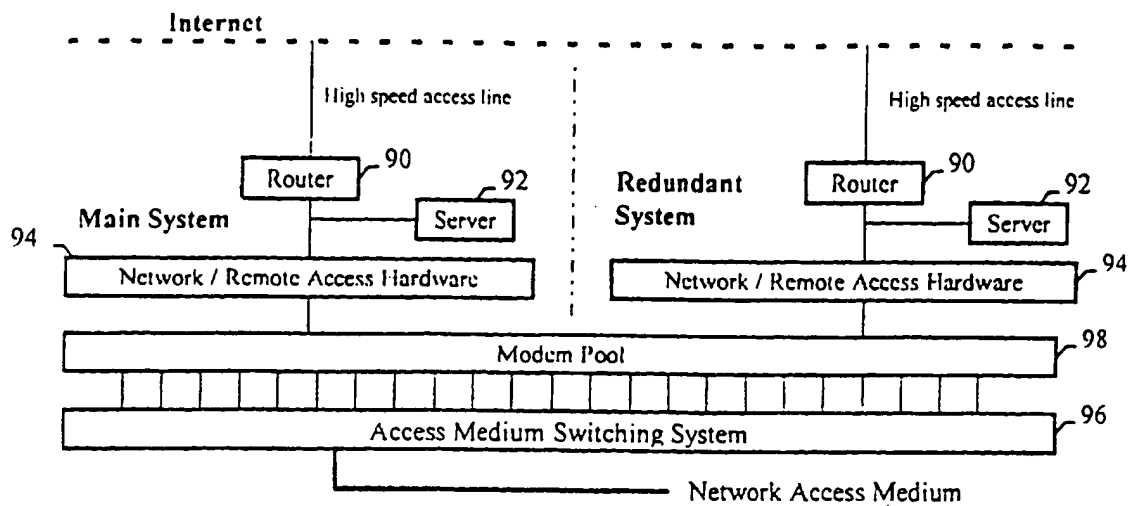 Internet
High speed access line
High speed access line
90
Router
90
Router
92
Server
92
Server
Main System
Redundant
System
94
Network / Remote Access Hardware
Network / Remote Access Hardware
94
Modem Pool
98
Access Medium Switching System
96
Network Access Medium